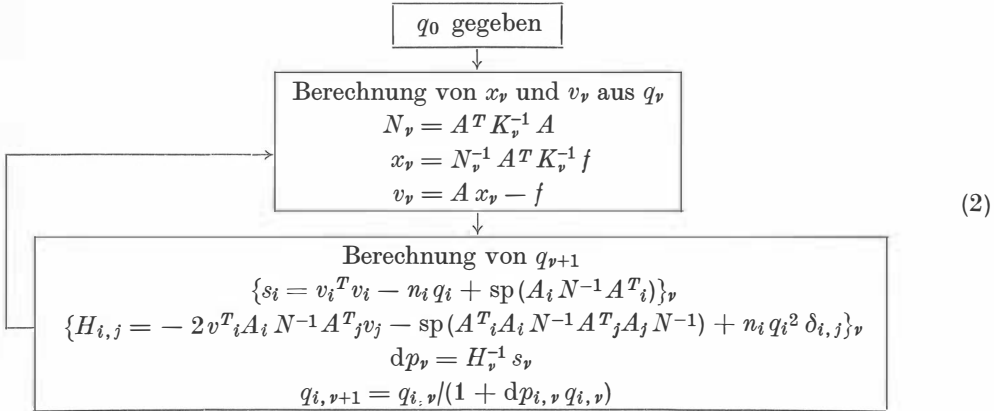 q₀ gegeben
Berechnung von x_ν und v_ν aus q_ν
N_ν = A^T K_ν^{-1} A
x_ν = N_ν^{-1} A^T K_ν^{-1} f
v_ν = A x_ν − f
(2)
Berechnung von q_{ν+1}
{s_i = v_i^T v_i − n_i q_i + sp (A_i N^{-1} A^T_i)}_ν
{H_{i,j} = − 2 v^T_i A_i N^{-1} A^T_j v_j − sp (A^T_i A_i N^{-1} A^T_j A_j N^{-1}) + n_i q_i² δ_{i,j}}_ν
dp_ν = H_ν^{-1} s_ν
q_{i,ν+1} = q_{i,ν}/(1 + dp_{i,ν} q_{i,ν})